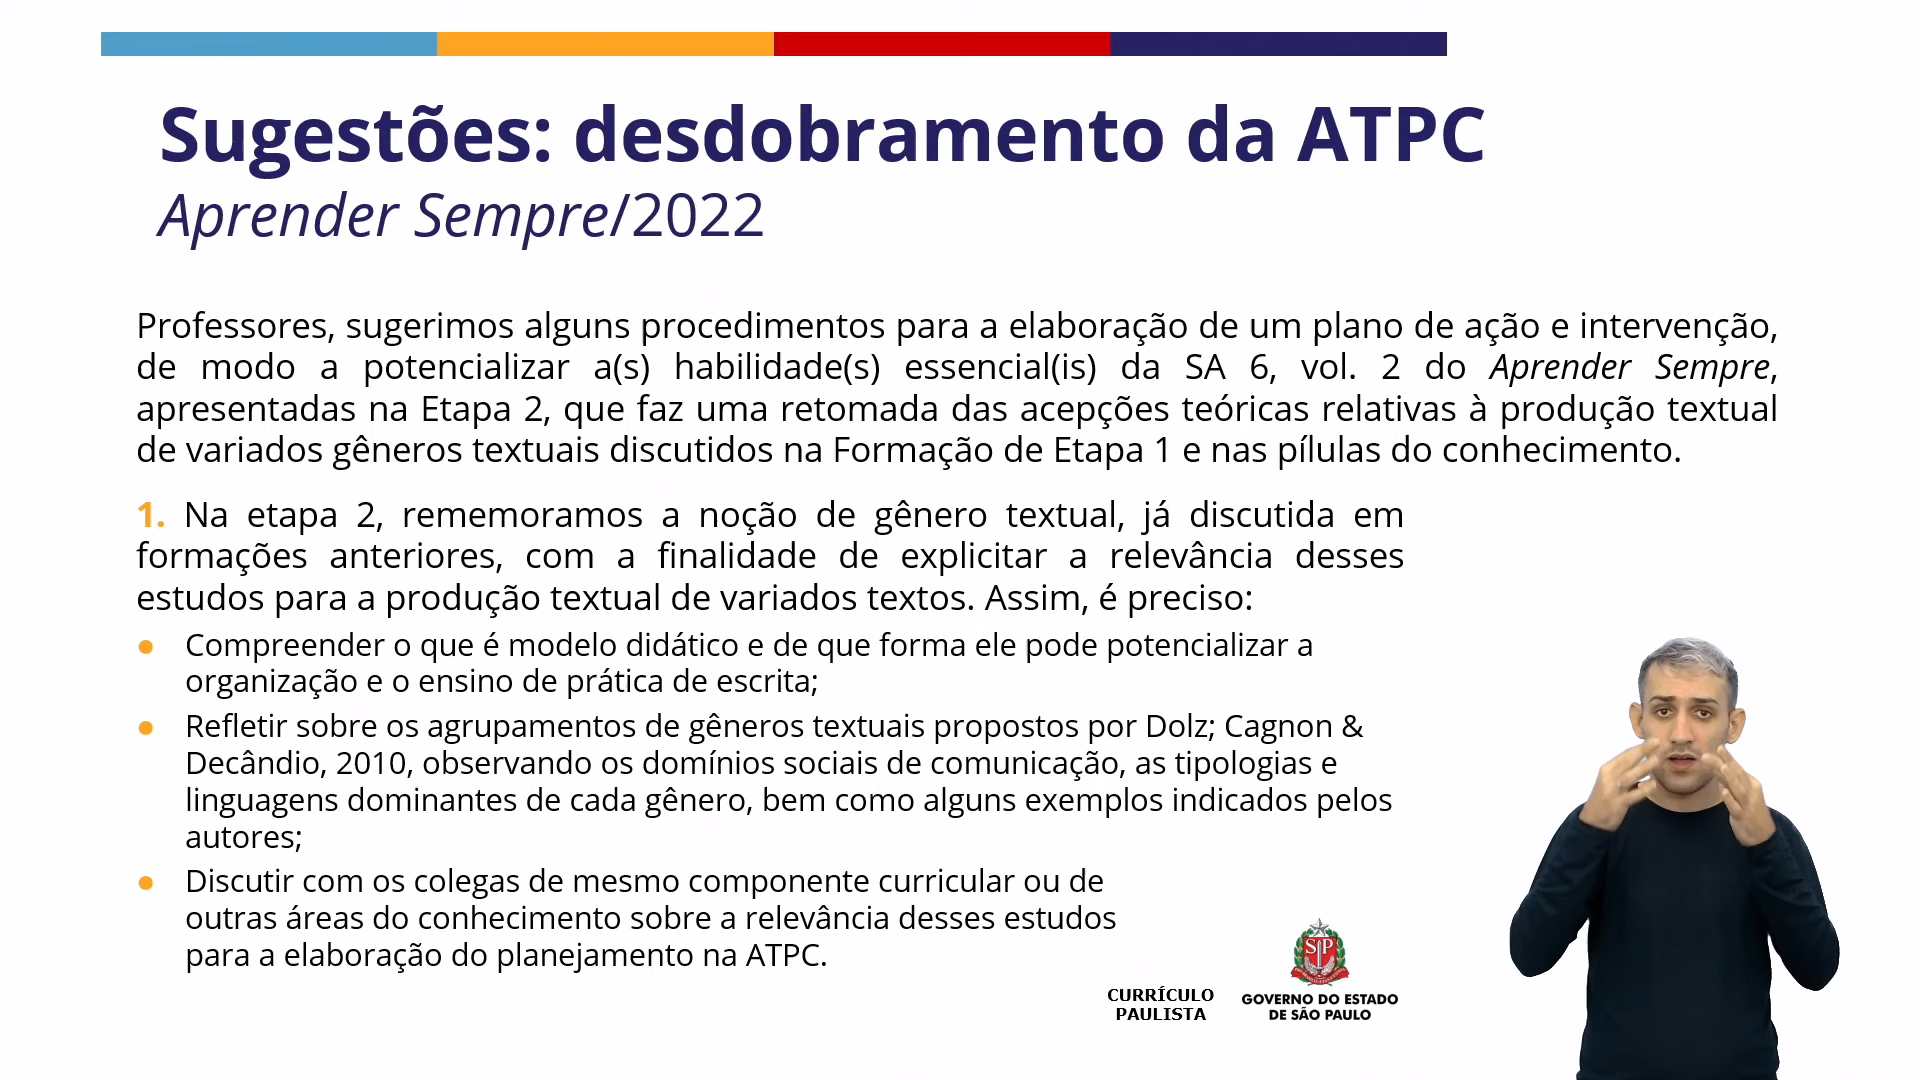 Sugestões: desdobramento da ATPC
Aprender Sempre/2022
Professores, sugerimos alguns procedimentos para a elaboração de um plano de ação e intervenção,
de modo a potencializar a(s) habilidade(s) essencial(is) da SA 6, vol. 2 do Aprender Sempre,
apresentadas na Etapa 2, que faz uma retomada das acepções teóricas relativas à produção textual
de variados gêneros textuais discutidos na Formação de Etapa 1 e nas pílulas do conhecimento.
1. Na etapa 2, rememoramos a noção de gênero textual, já discutida em
formações anteriores, com a finalidade de explicitar a relevância desses
estudos para a produção textual de variados textos. Assim, é preciso:
● Compreender o que é modelo didático e de que forma ele pode potencializar a
organização e o ensino de prática de escrita;
● Refletir sobre os agrupamentos de gêneros textuais propostos por Dolz; Cagnon &
Decândio, 2010, observando os domínios sociais de comunicação, as tipologias e
linguagens dominantes de cada gênero, bem como alguns exemplos indicados pelos
autores;
● Discutir com os colegas de mesmo componente curricular ou de
outras áreas do conhecimento sobre a relevância desses estudos
para a elaboração do planejamento na ATPC.
CURRÍCULO
PAULISTA
SP
GOVERNO DO ESTADO
DE SÃO PAULO